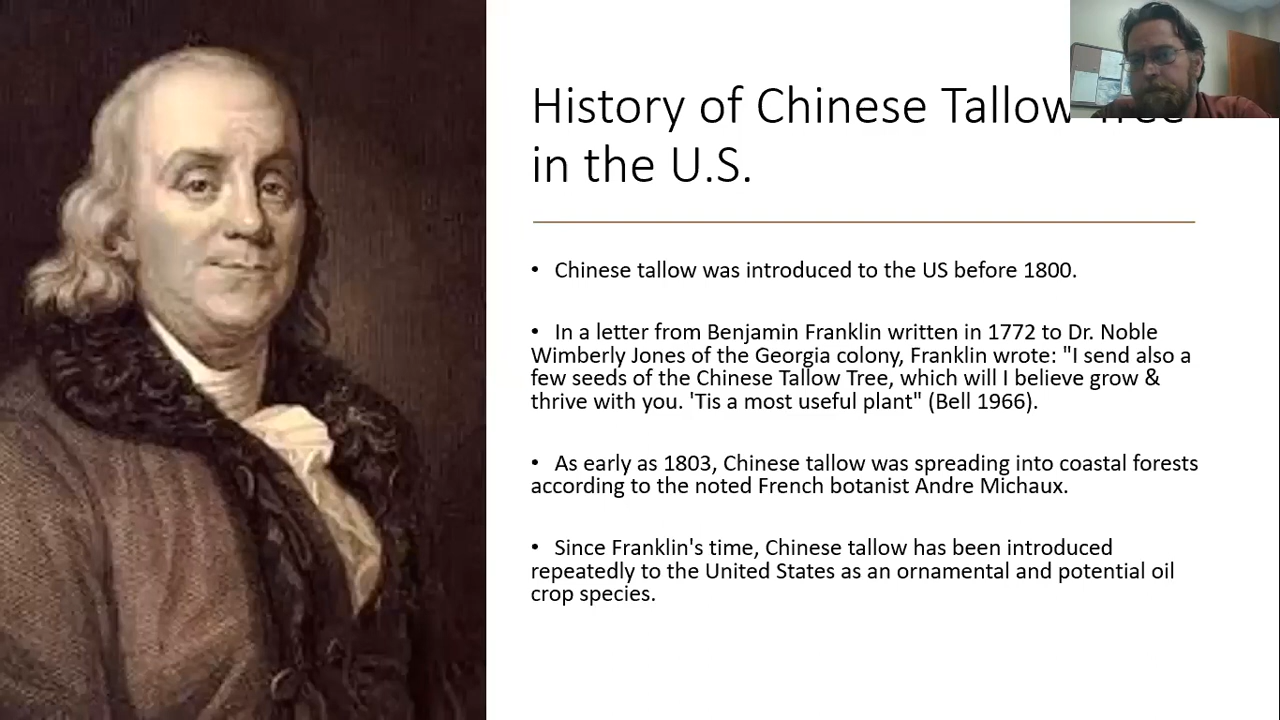 History of Chinese Tallow
in the U.S.
• Chinese tallow was introduced to the US before 1800.
• In a letter from Benjamin Franklin written in 1772 to Dr. Noble
Wimberly Jones of the Georgia colony, Franklin wrote: "I send also a
few seeds of the Chinese Tallow Tree, which will I believe grow &
thrive with you. 'Tis a most useful plant" (Bell 1966).
• As early as 1803, Chinese tallow was spreading into coastal forests
according to the noted French botanist Andre Michaux.
• Since Franklin's time, Chinese tallow has been introduced
repeatedly to the United States as an ornamental and potential oil
crop species.